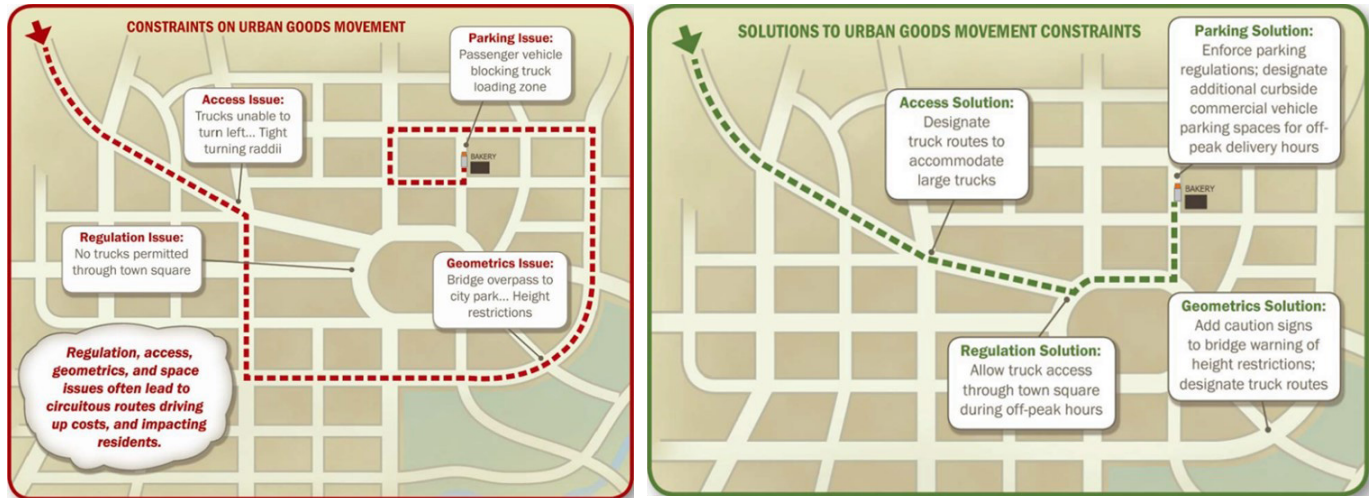 CONSTRAINTS ON URBAN GOODS MOVEMENT
Parking Issue:
Passenger vehicle
blocking truck
loading zone
Access Issue:
Trucks unable to
turn left... Tight
turning raddii
BAKERY
Regulation Issue:
No trucks permitted
through town square
Geometrics Issue:
Bridge overpass to
city park... Height
restrictions
Regulation, access,
geometrics, and space
issues often lead to
circuitous routes driving
up costs, and impacting
residents.
SOLUTIONS TO URBAN GOODS MOVEMENT CONSTRAINTS
Parking Solution:
Enforce parking
regulations; designate
additional curbside
commercial vehicle
parking spaces for off-
peak delivery hours
Access Solution:
Designate
truck routes to
accommodate
large trucks
BAKERY
Geometrics Solution:
Add caution signs
to bridge warning of
height restrictions;
designate truck routes
Regulation Solution:
Allow truck access
through town square
during off-peak hours